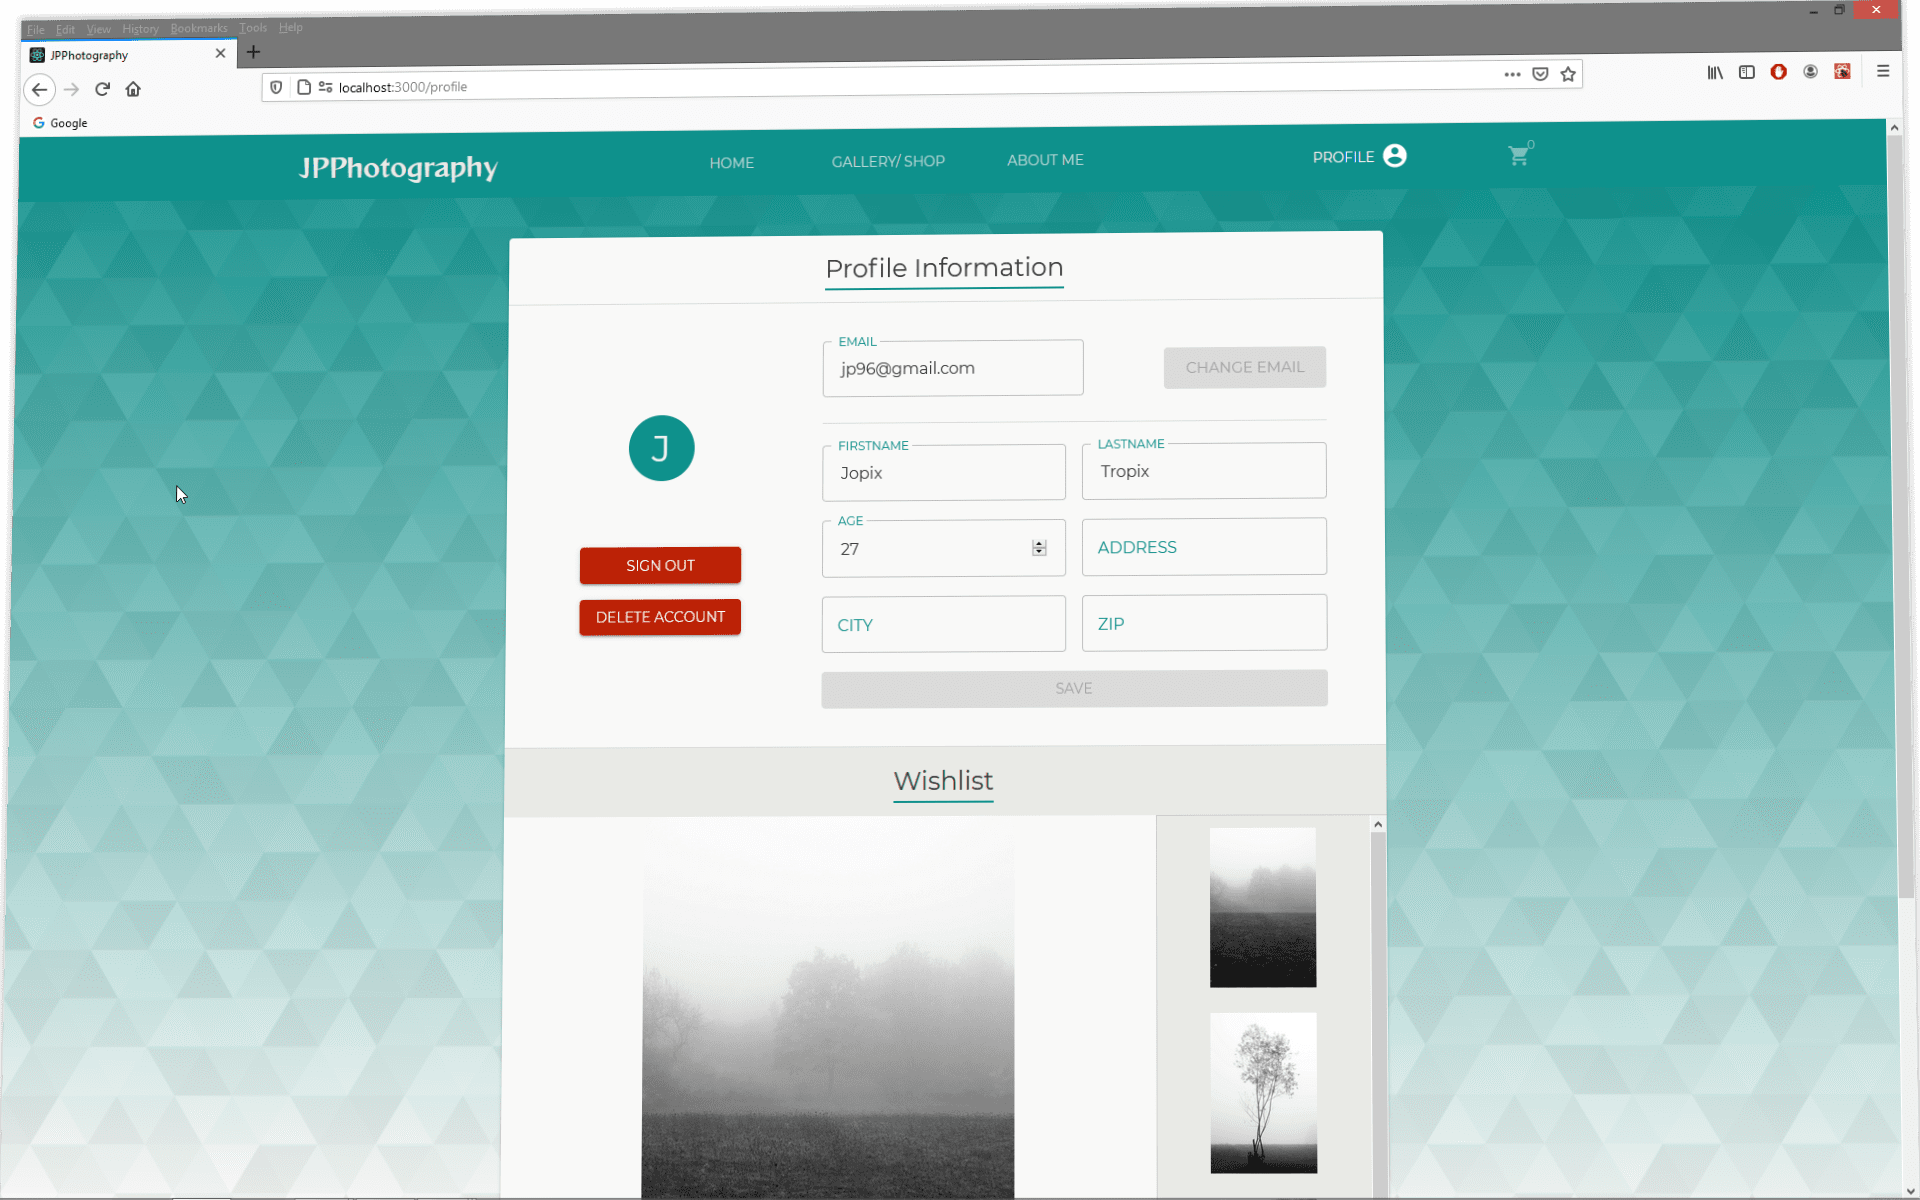 File Edit View History Bookmarks Tools Help
JPPhotography
localhost:3000/profile
Google
JPPhotography HOME GALLERY/ SHOP ABOUT ME PROFILE 0
Profile Information
EMAIL
jp96@gmail.com CHANGE EMAIL
J
FIRSTNAME LASTNAME
Jopix Tropix
AGE
27 ADDRESS
SIGN OUT
DELETE ACCOUNT
CITY ZIP
SAVE
Wishlist